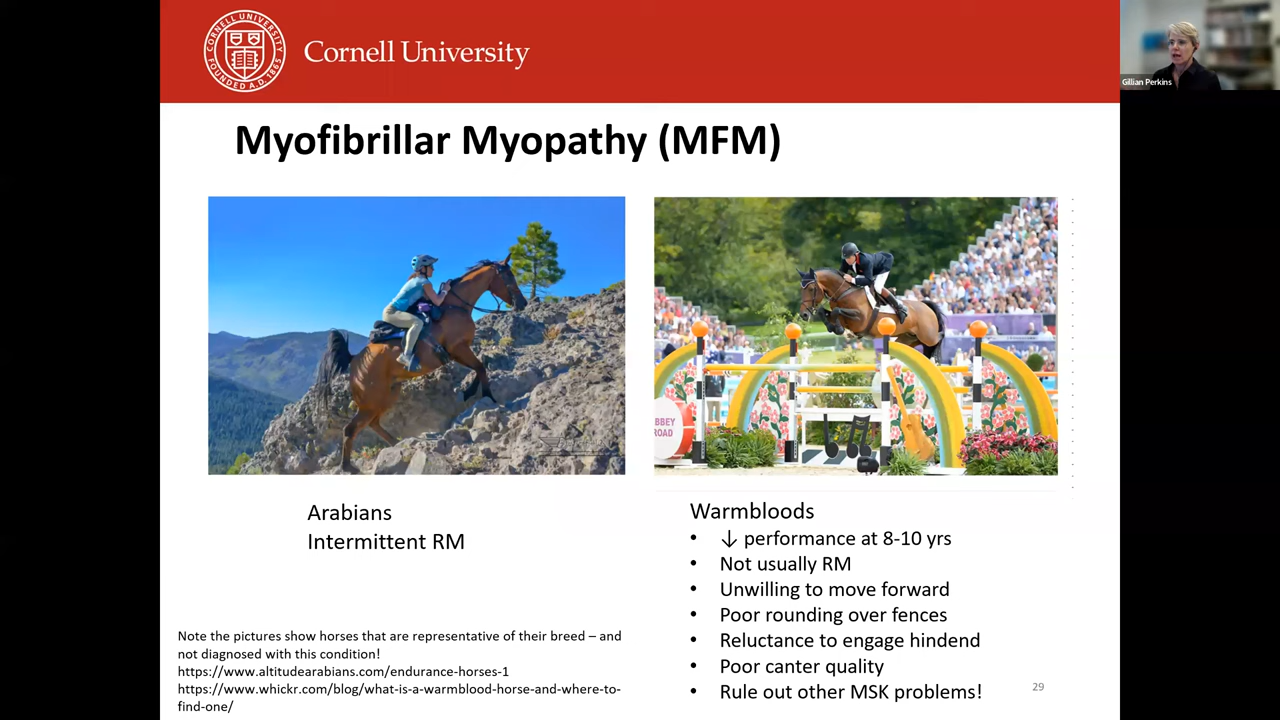 CORNELL UNIVERSITY
FOUNDED A.D. 1865
Cornell University
Gillian Perkins
Myofibrillar Myopathy (MFM)
BBEY
ROAD
Arabians
Intermittent RM
Warmbloods
• ↓ performance at 8-10 yrs
• Not usually RM
• Unwilling to move forward
• Poor rounding over fences
• Reluctance to engage hindend
• Poor canter quality
• Rule out other MSK problems!
Note the pictures show horses that are representative of their breed – and
not diagnosed with this condition!
https://www.altitudearabians.com/endurance-horses-1
https://www.whickr.com/blog/what-is-a-warmblood-horse-and-where-to-
find-one/
29